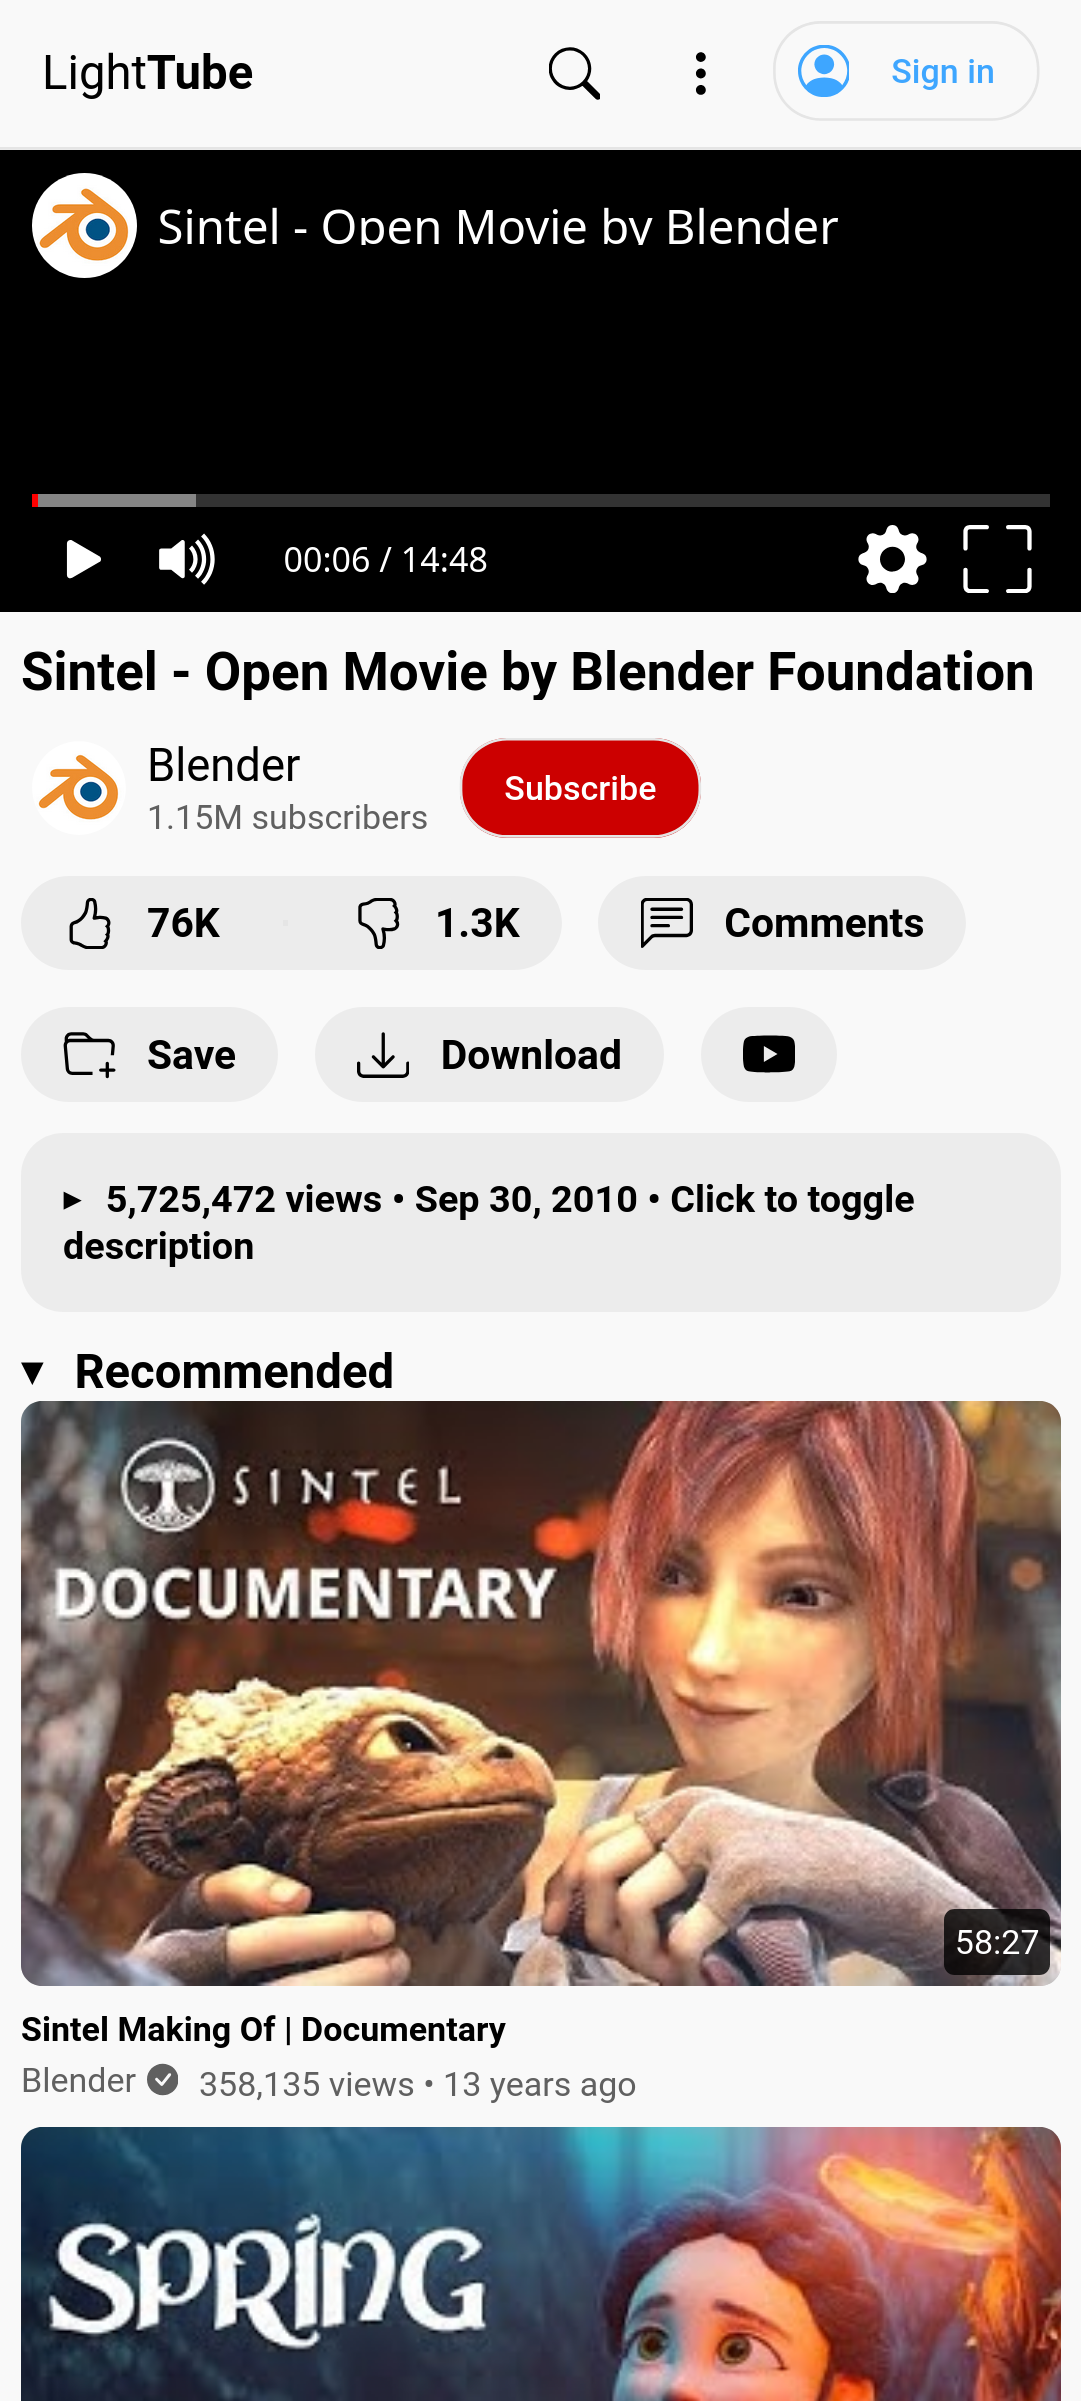 LightTube
Sign in
Sintel - Open Movie by Blender
00:06 / 14:48
Sintel - Open Movie by Blender Foundation
Blender
1.15M subscribers
Subscribe
76K
1.3K
Comments
Save
Download
▸ 5,725,472 views • Sep 30, 2010 • Click to toggle
description
▾ Recommended
SINTEL
DOCUMENTARY
58:27
Sintel Making Of | Documentary
Blender 358,135 views • 13 years ago
SPRING